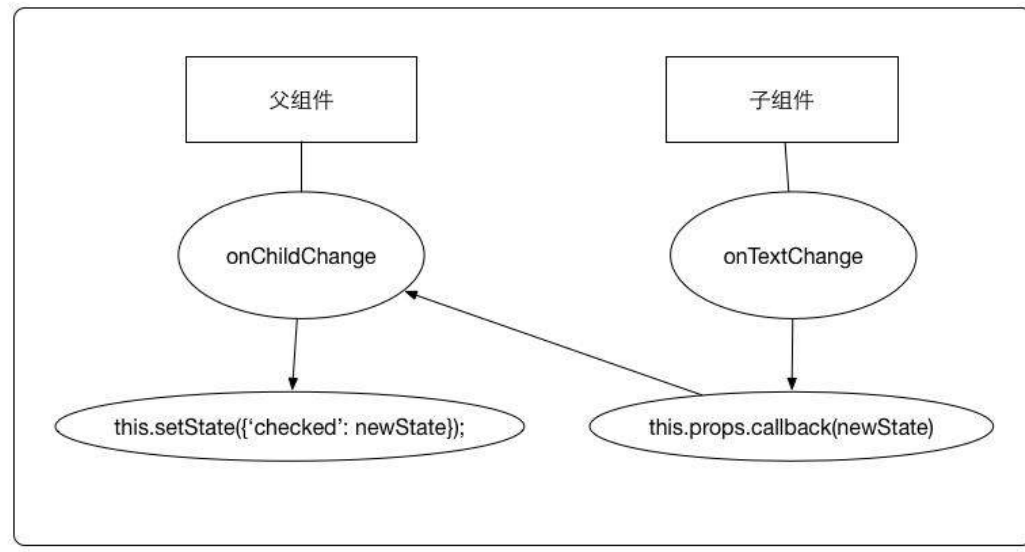 父组件
子组件
onChildChange
onTextChange
this.setState({‘checked’: newState});
this.props.callback(newState)